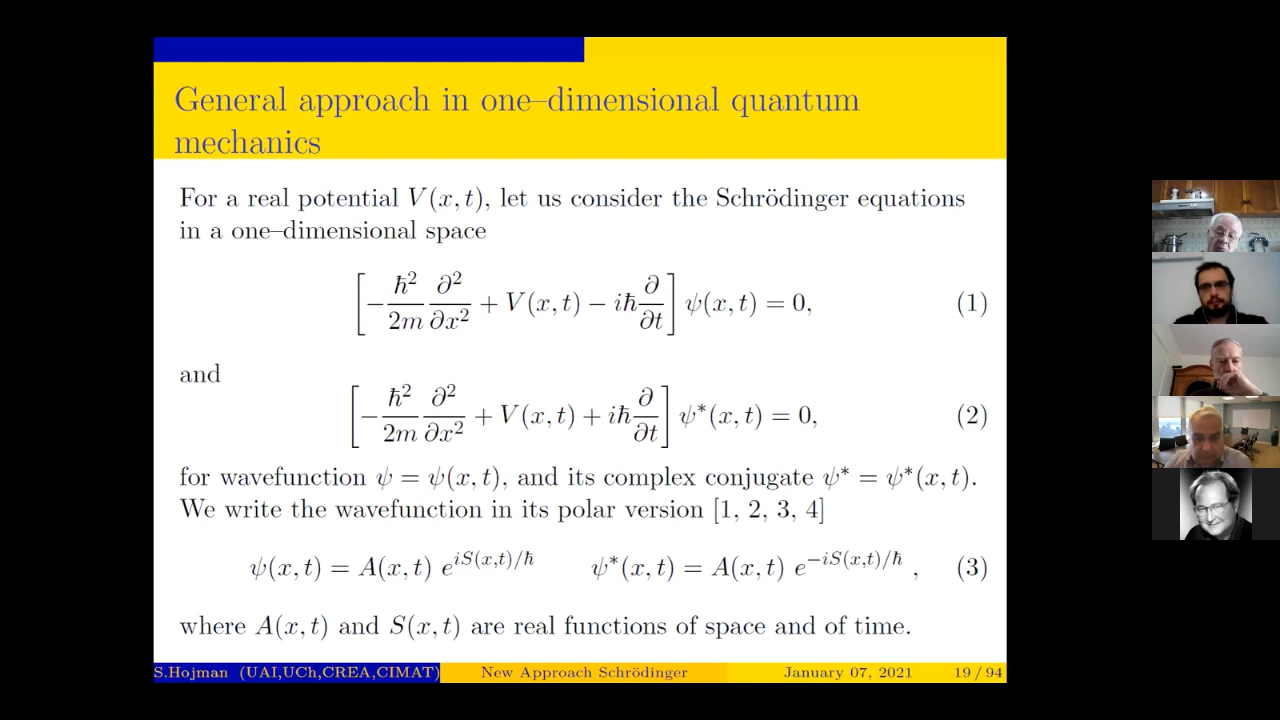 General approach in one–dimensional quantum
mechanics
For a real potential V(x, t), let us consider the Schrödinger equations
in a one–dimensional space
[−ℏ²/2m ∂²/∂x² + V(x, t) − iℏ ∂/∂t] ψ(x, t) = 0, (1)
and
[−ℏ²/2m ∂²/∂x² + V(x, t) + iℏ ∂/∂t] ψ*(x, t) = 0, (2)
for wavefunction ψ = ψ(x, t), and its complex conjugate ψ* = ψ*(x, t).
We write the wavefunction in its polar version [1, 2, 3, 4]
ψ(x, t) = A(x, t) e^{iS(x,t)/ℏ} ψ*(x, t) = A(x, t) e^{−iS(x,t)/ℏ} , (3)
where A(x, t) and S(x, t) are real functions of space and of time.
S.Hojman (UAI,UCh,CREA,CIMAT) New Approach Schrödinger January 07, 2021 19 / 94